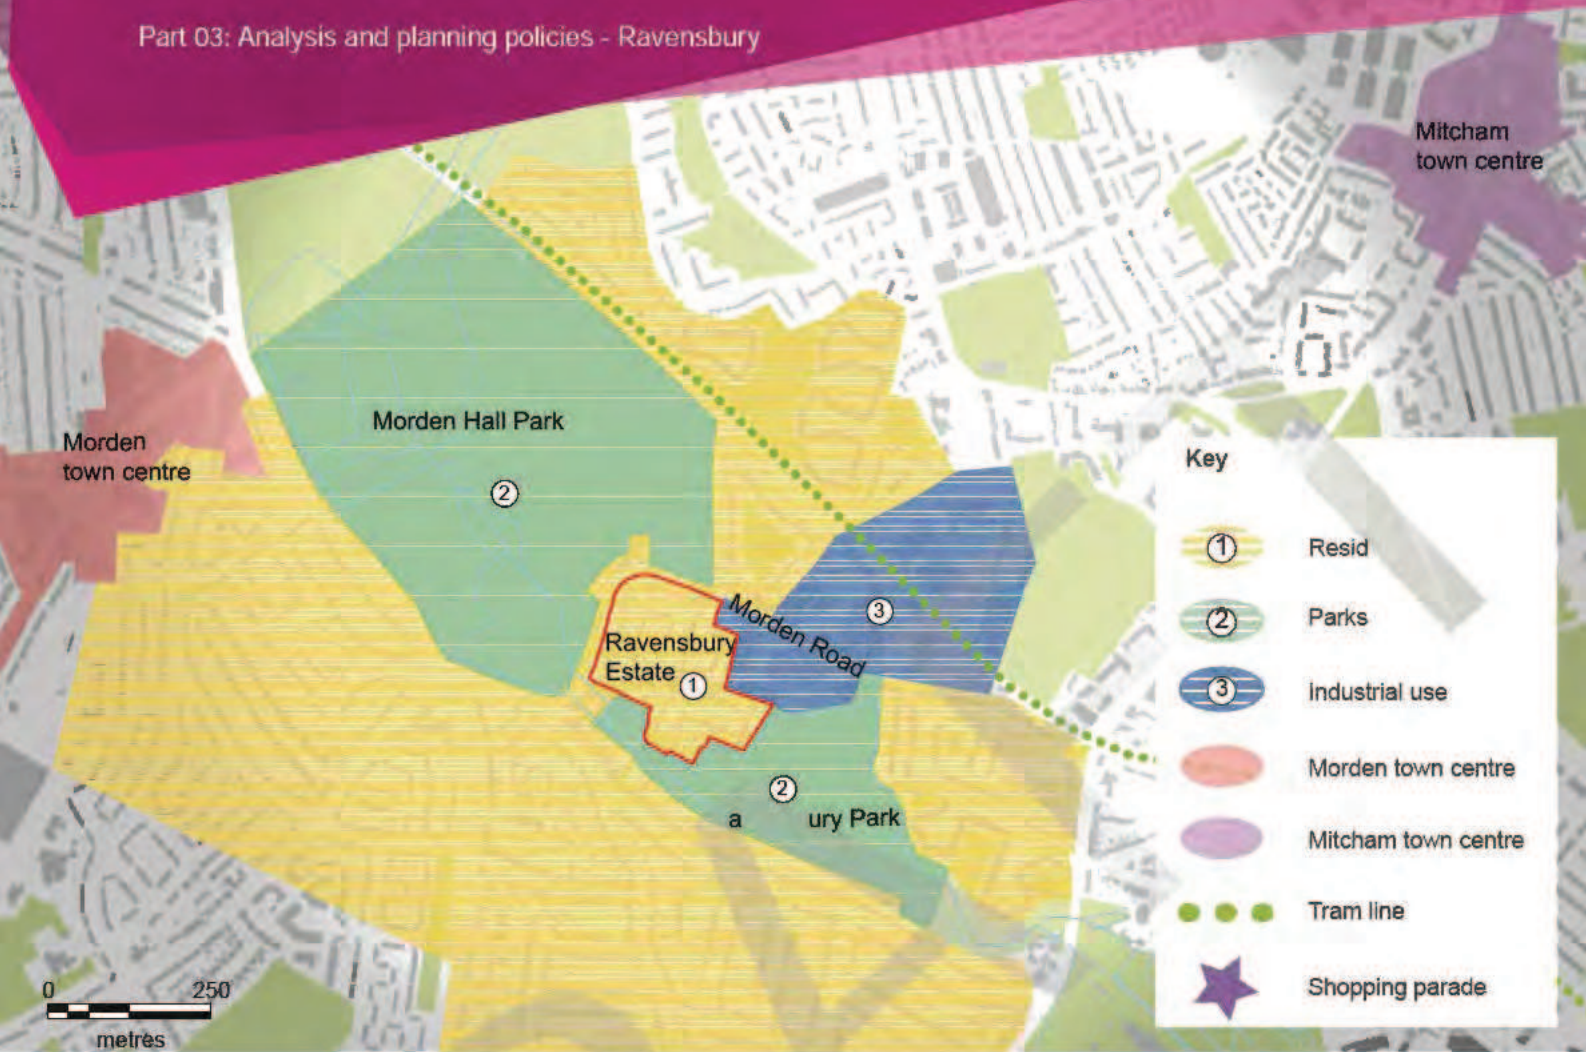 Part 03: Analysis and planning policies - Ravensbury
Mitcham
town centre
Morden Hall Park
Morden
town centre
2
Key
1 Resid
2 Parks
3 Industrial use
Morden town centre
Mitcham town centre
Tram line
Shopping parade
3
Morden Road
Ravensbury
Estate
1
2
a ury Park
0 250
metres